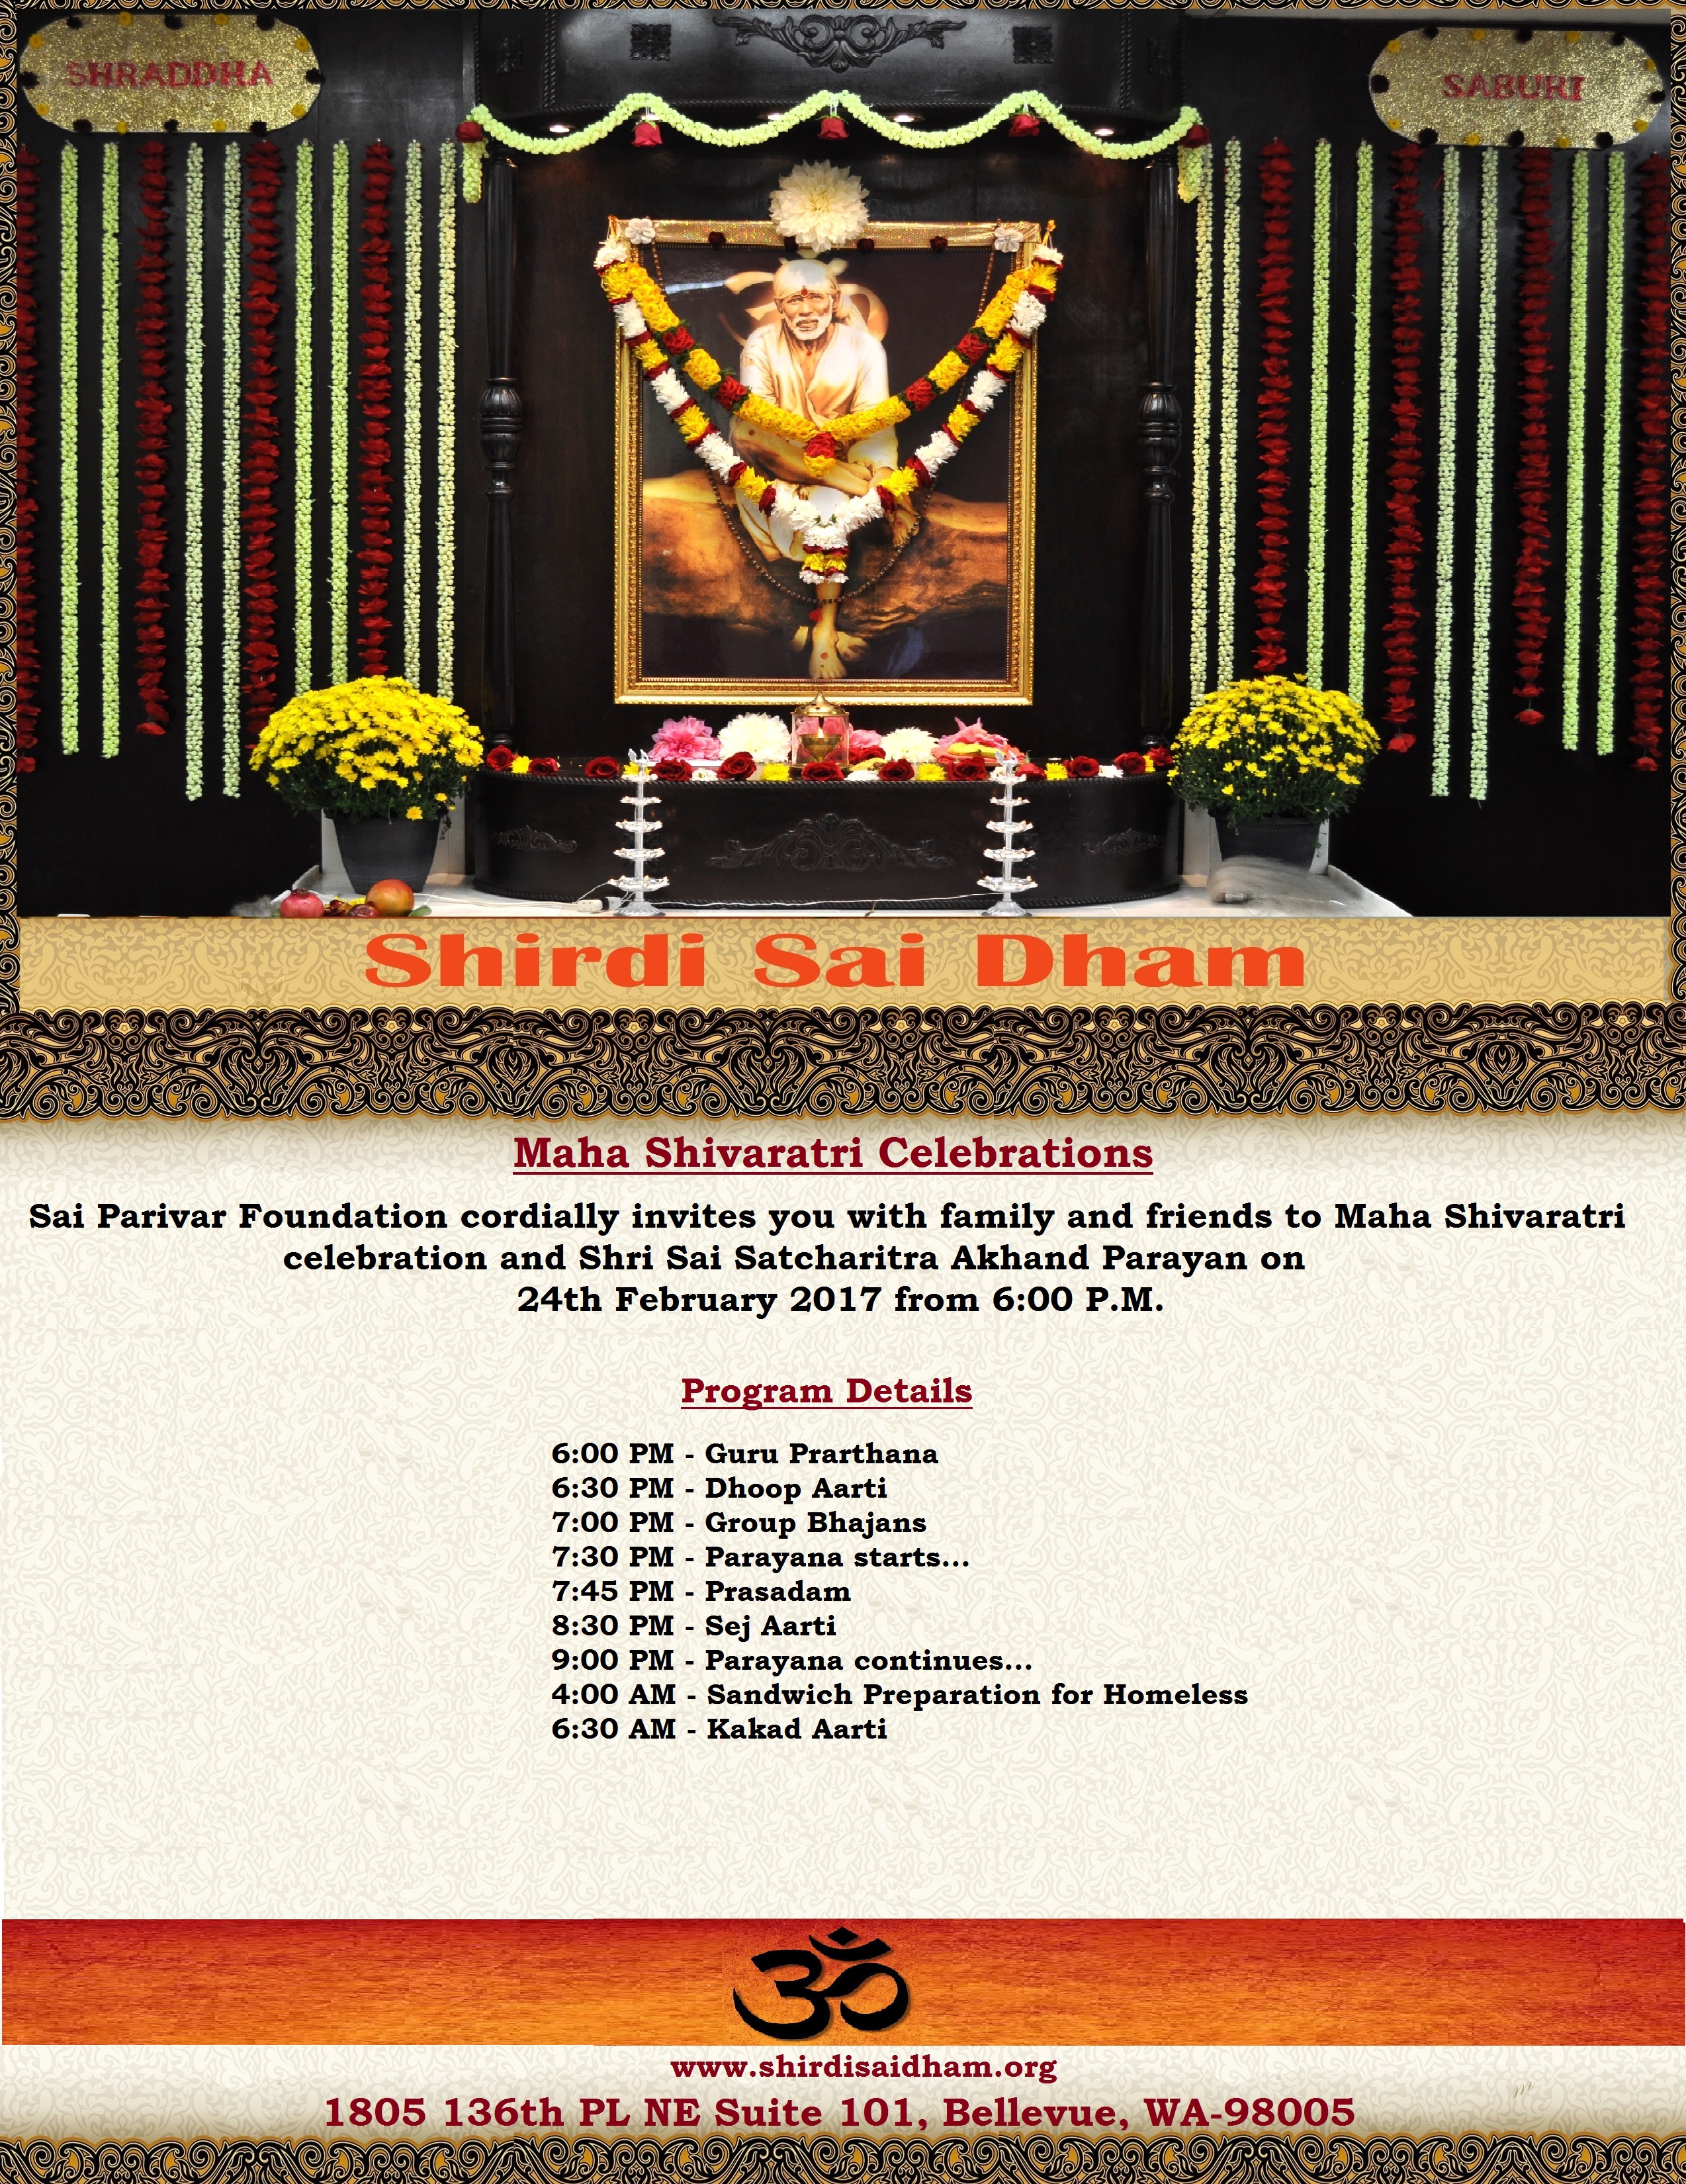 SHRADDHA
SABURI
Shirdi Sai Dham
Maha Shivaratri Celebrations
Sai Parivar Foundation cordially invites you with family and friends to Maha Shivaratri
celebration and Shri Sai Satcharitra Akhand Parayan on
24th February 2017 from 6:00 P.M.
Program Details
6:00 PM - Guru Prarthana
6:30 PM - Dhoop Aarti
7:00 PM - Group Bhajans
7:30 PM - Parayana starts...
7:45 PM - Prasadam
8:30 PM - Sej Aarti
9:00 PM - Parayana continues...
4:00 AM - Sandwich Preparation for Homeless
6:30 AM - Kakad Aarti
ॐ
www.shirdisaidham.org
1805 136th PL NE Suite 101, Bellevue, WA-98005